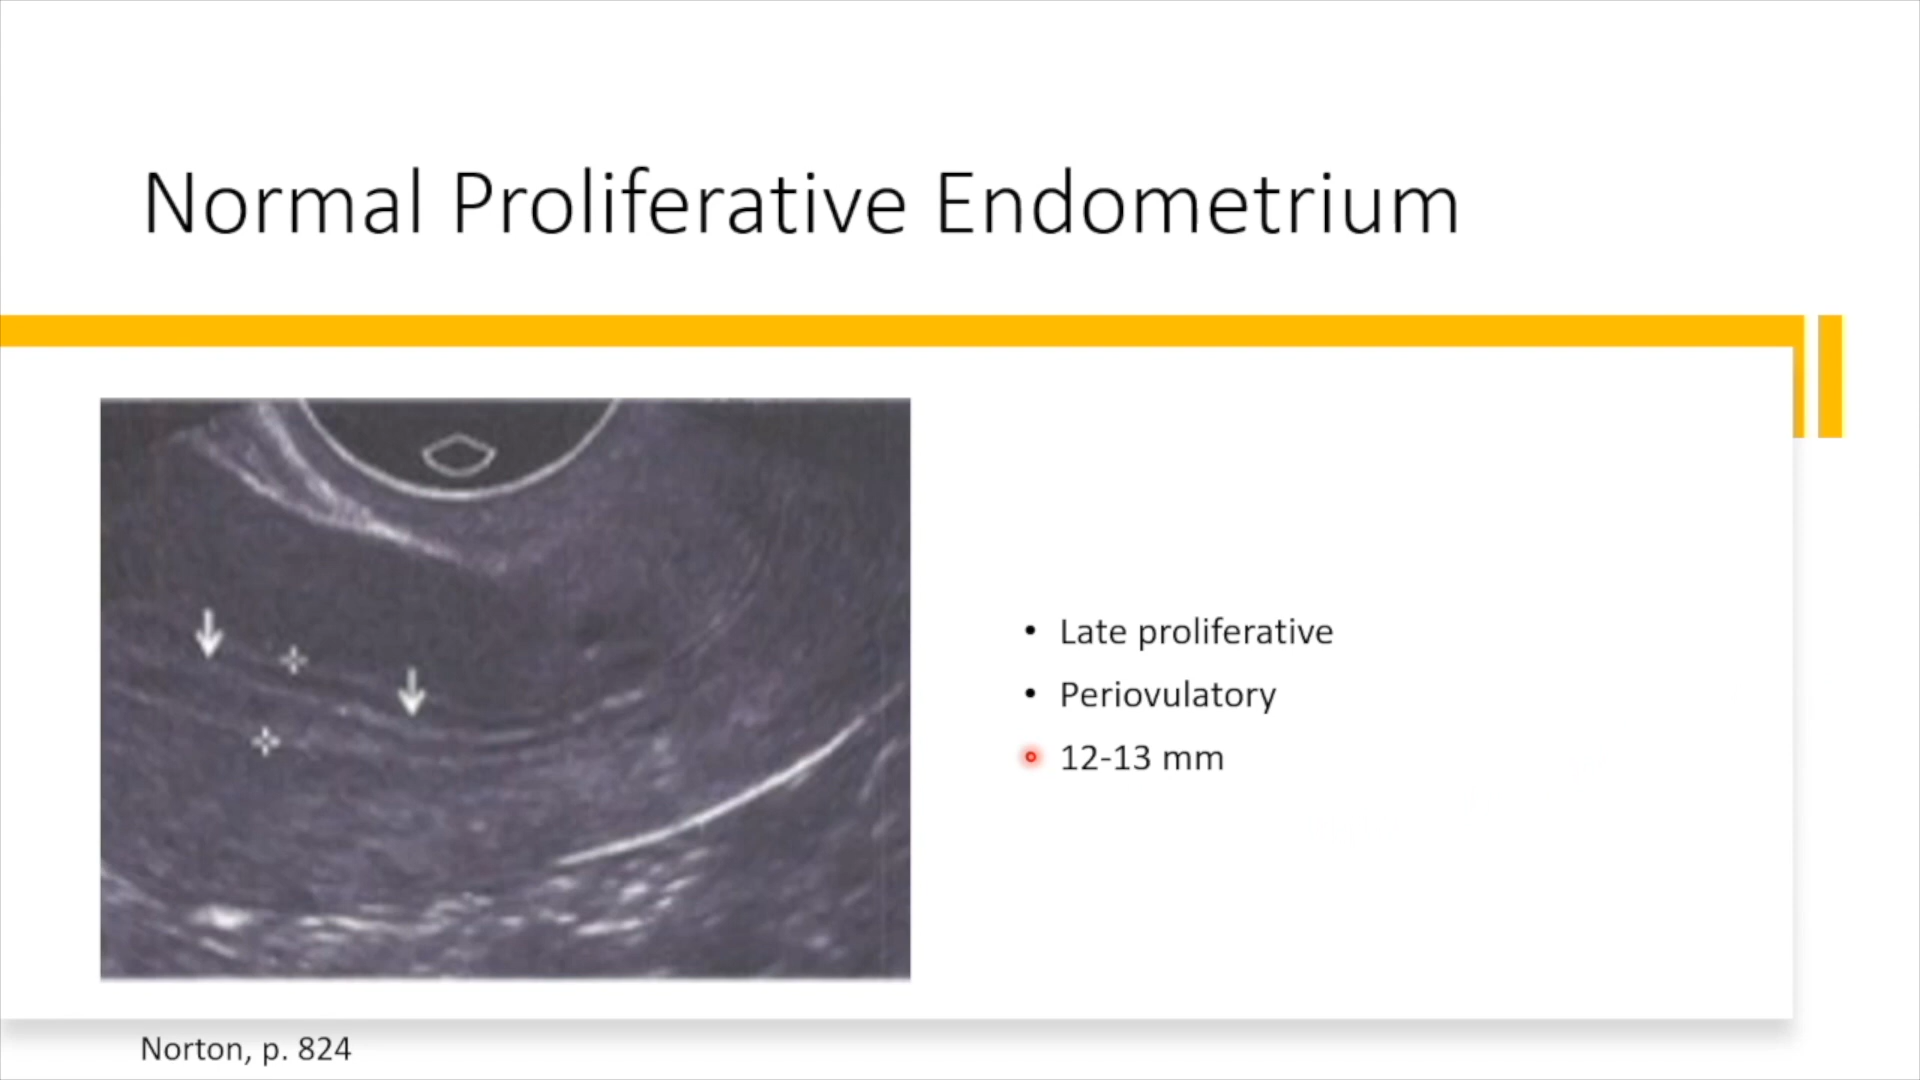 Normal Proliferative Endometrium
• Late proliferative
• Periovulatory
• 12-13 mm
Norton, p. 824